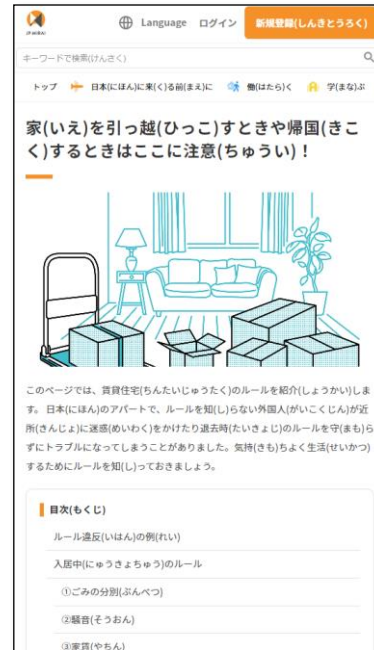 JP-MIRAI
Language ログイン 新規登録(しんきとうろく)
キーワードで検索(けんさく)
トップ 日本(にほん)に来(く)る前(まえ)に 働(はたら)く 学(まな)ぶ
家(いえ)を引っ越(ひっこ)すときや帰国(きこ
く)するときはここに注意(ちゅうい)！
このページでは、賃貸住宅(ちんたいじゅうたく)のルールを紹介(しょうかい)しま
す。 日本(にほん)のアパートで、ルールを知(し)らない外国人(がいこくじん)が近
所(きんじょ)に迷惑(めいわく)をかけたり退去時(たいきょじ)のルールを守(まも)ら
ずにトラブルになってしまうことがありました。気持(きも)ちよく生活(せいかつ)
するためにルールを知(し)っておきましょう。
目次(もくじ)
ルール違反(いはん)の例(れい)
入居中(にゅうきょちゅう)のルール
①ごみの分別(ぶんべつ)
②騒音(そうおん)
③家賃(やちん)